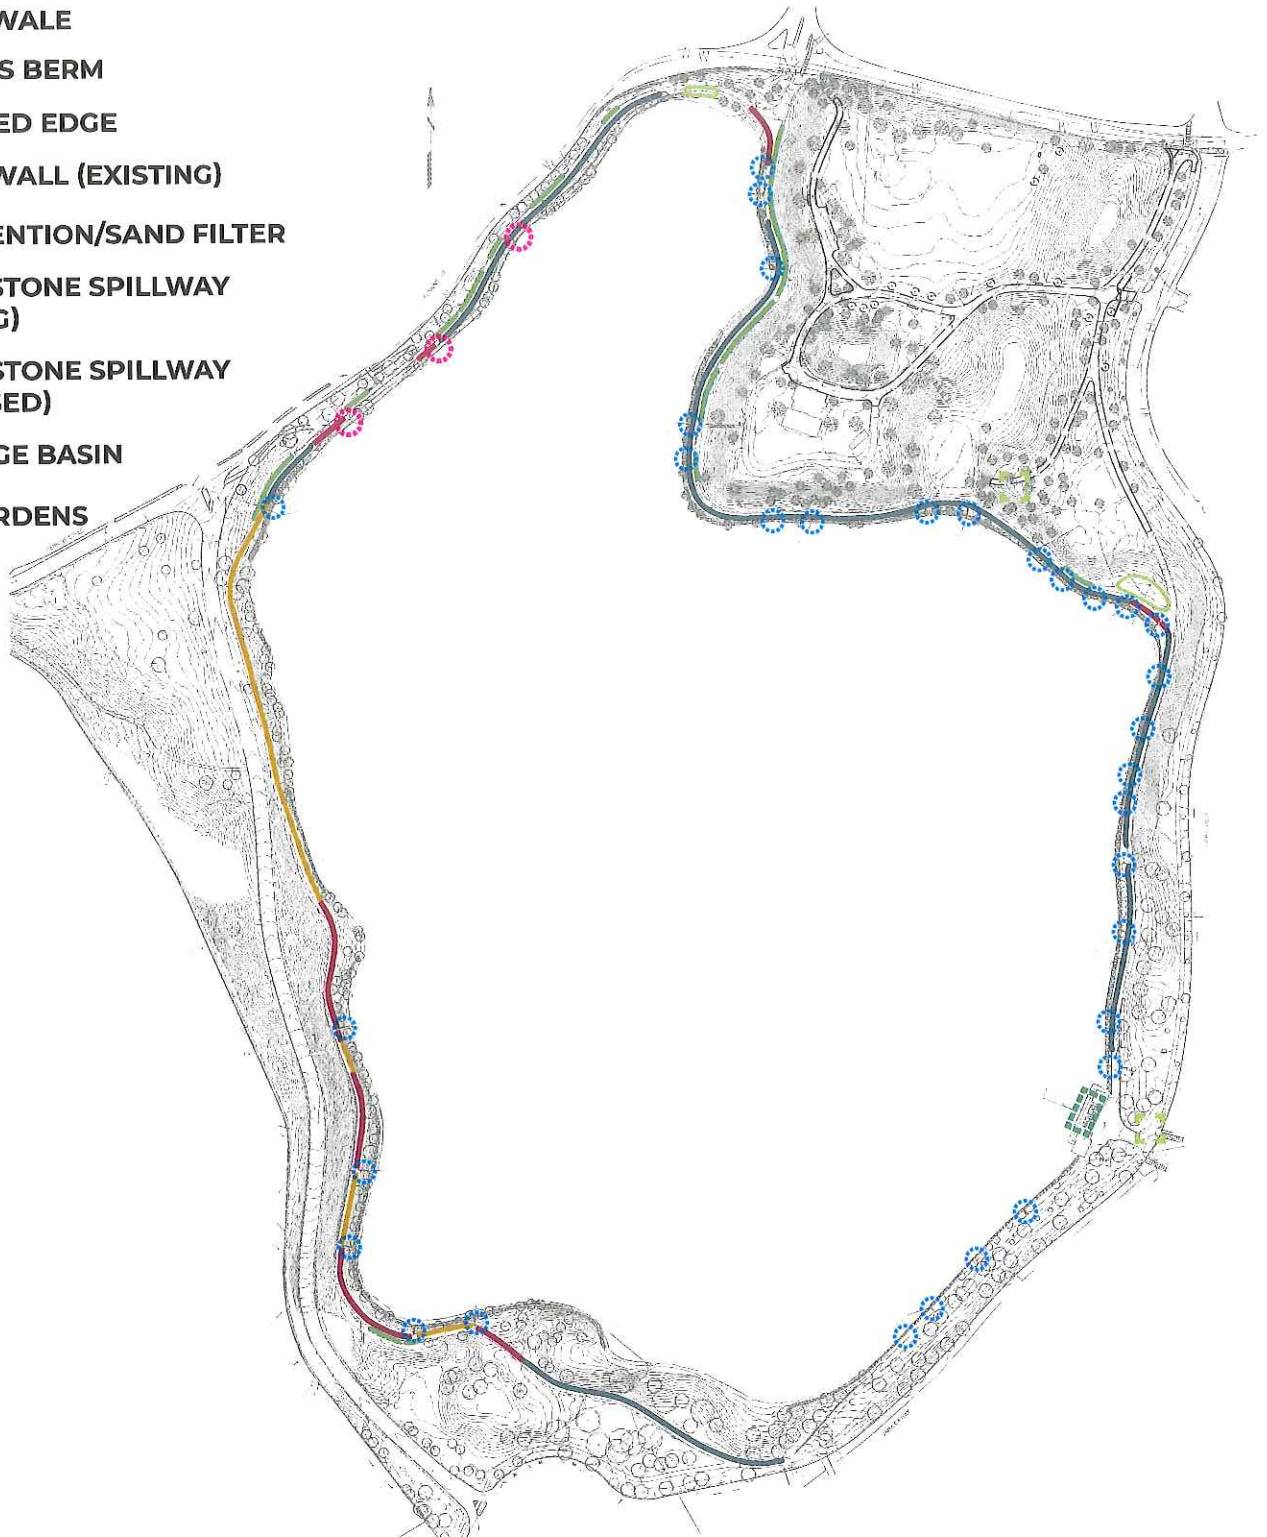 WALE
S BERM
ED EDGE
WALL (EXISTING)
ENTION/SAND FILTER
STONE SPILLWAY
G)
STONE SPILLWAY
SED)
GE BASIN
RDENS